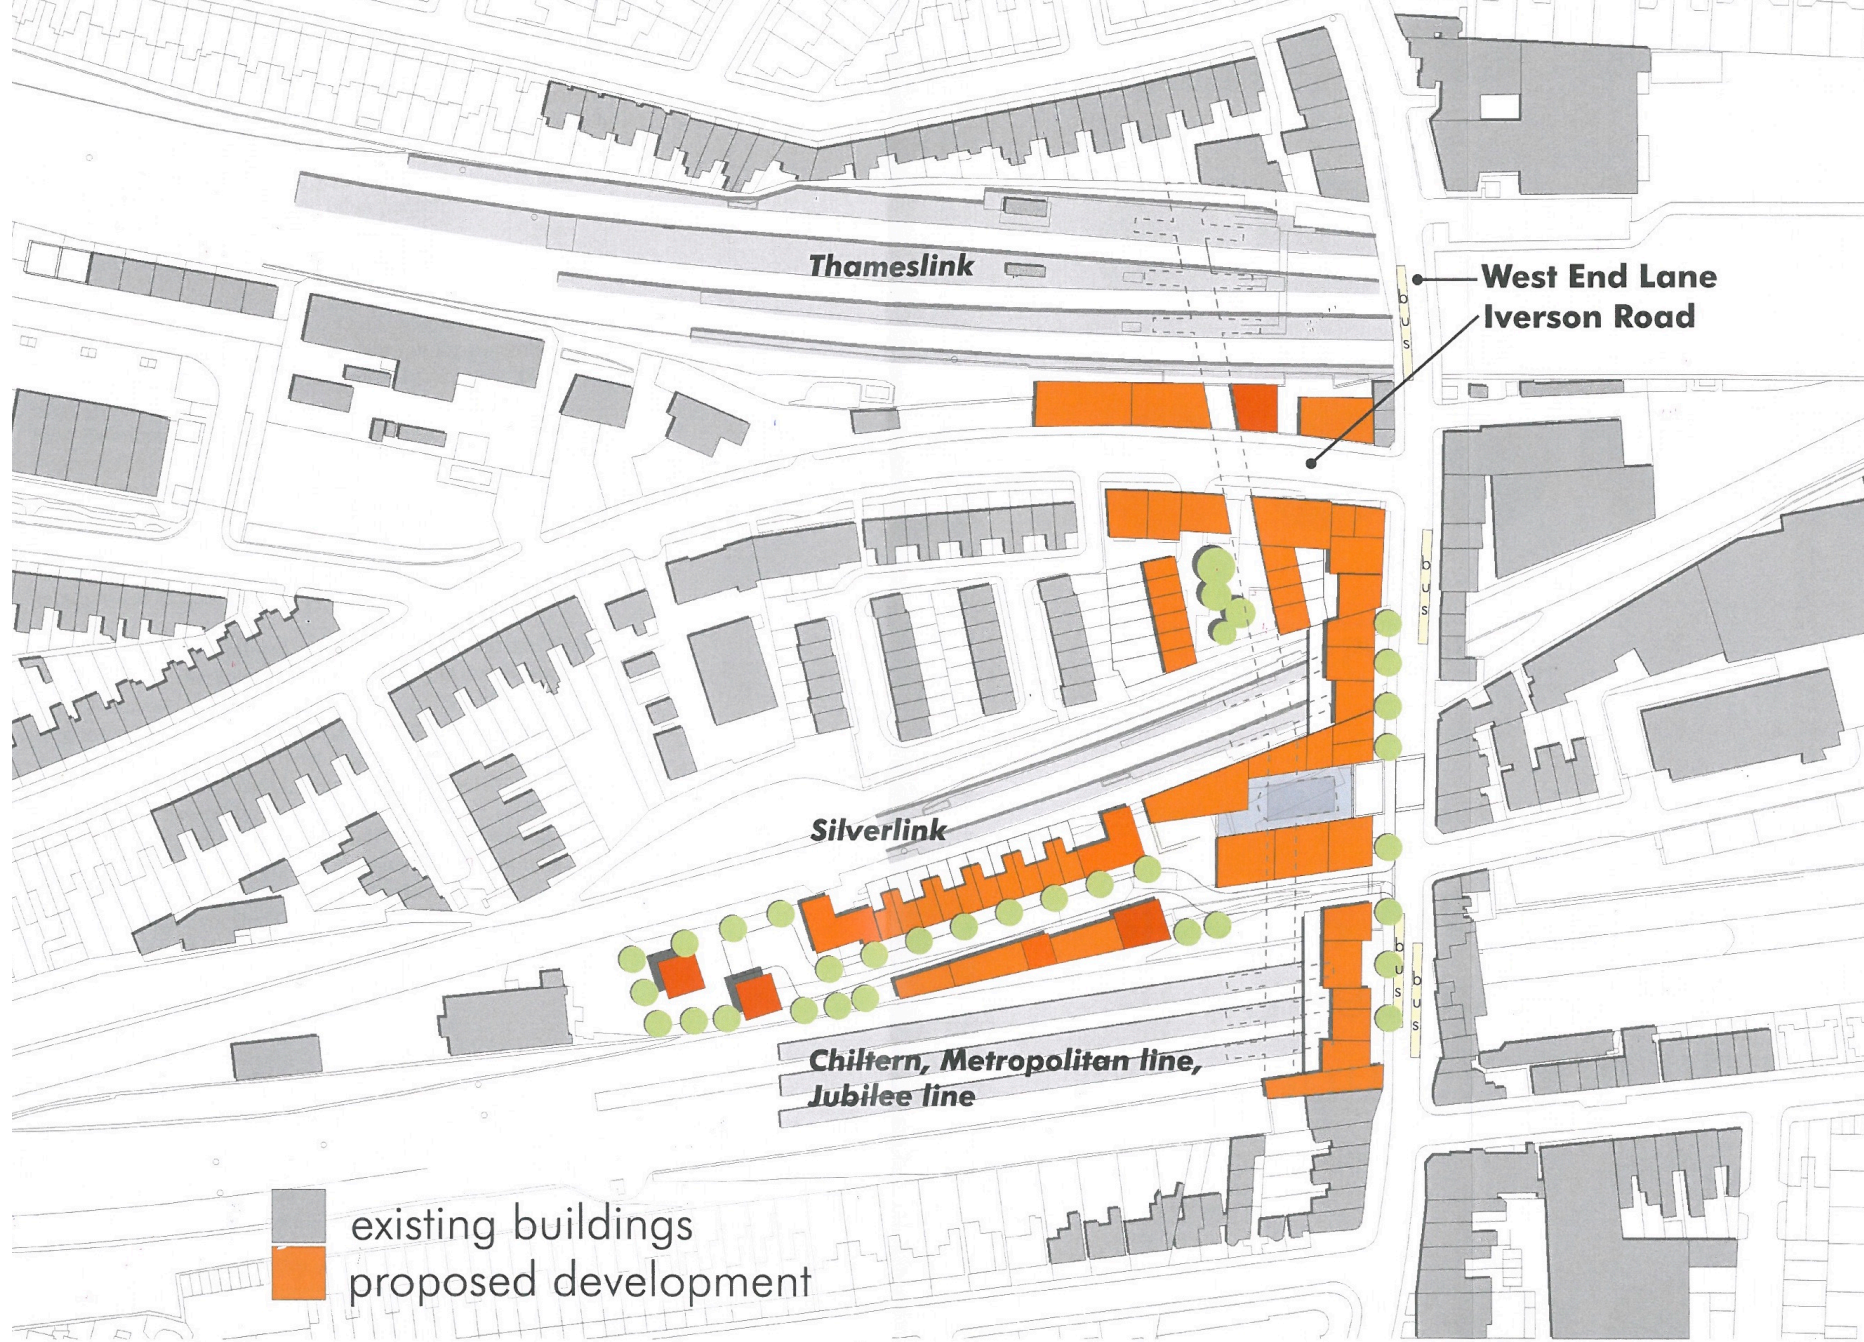 Thameslink
West End Lane
Iverson Road
bus
bus
Silverlink
bus
bus
Chiltern, Metropolitan line,
Jubilee line
existing buildings
proposed development